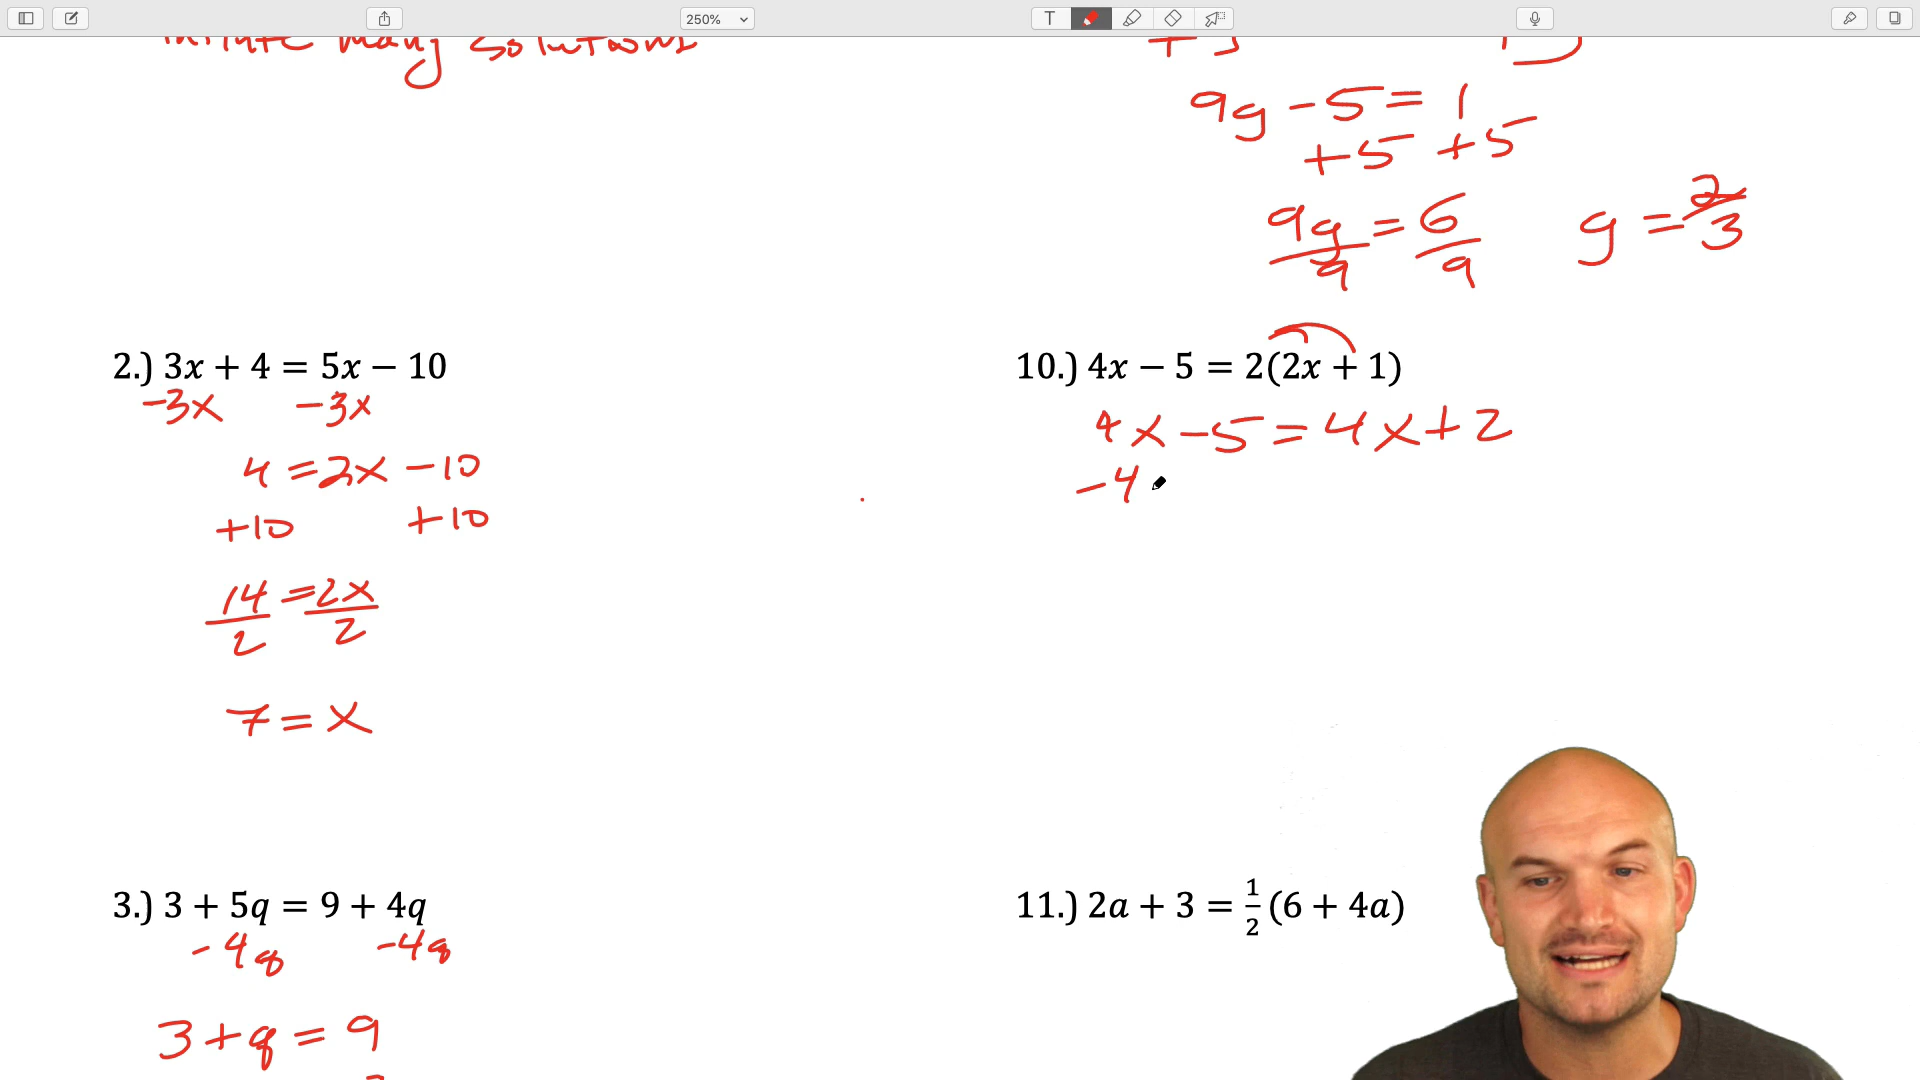 250%
T
many solutions
9g - 5 = 1
+5 +5
9g = 6
9 9
g = 2/3
2.) 3x + 4 = 5x − 10
-3x -3x
4 = 2x - 10
+10 +10
14 = 2x
2 2
7 = x
10.) 4x − 5 = 2(2x + 1)
4x - 5 = 4x + 2
-4
3.) 3 + 5q = 9 + 4q
-4q -4q
3 + q = 9
11.) 2a + 3 = 1/2 (6 + 4a)